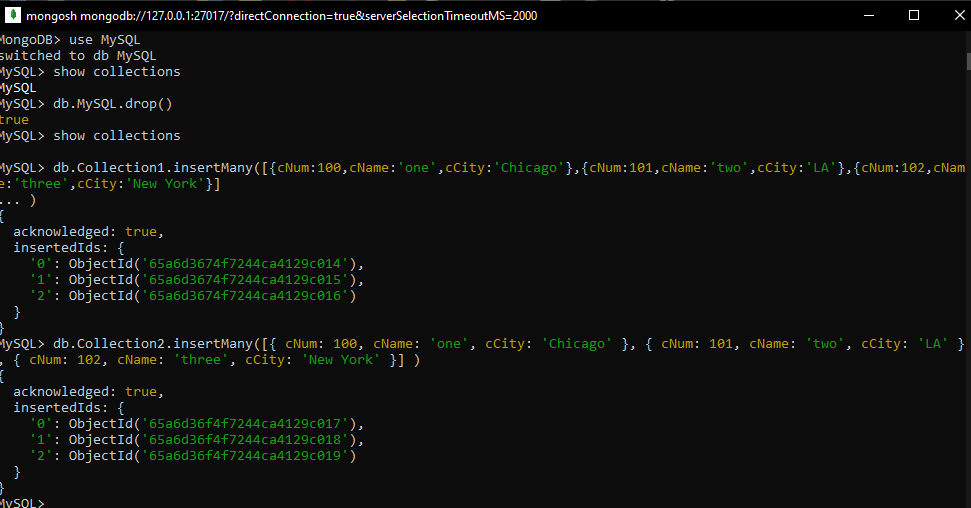 mongosh mongodb://127.0.0.1:27017/?directConnection=true&serverSelectionTimeoutMS=2000
MongoDB> use MySQL
switched to db MySQL
MySQL> show collections
MySQL
MySQL> db.MySQL.drop()
true
MySQL> show collections
MySQL> db.Collection1.insertMany([{cNum:100,cName:'one',cCity:'Chicago'},{cNum:101,cName:'two',cCity:'LA'},{cNum:102,cNam
e:'three',cCity:'New York'}]
... )
{
  acknowledged: true,
  insertedIds: {
    '0': ObjectId('65a6d3674f7244ca4129c014'),
    '1': ObjectId('65a6d3674f7244ca4129c015'),
    '2': ObjectId('65a6d3674f7244ca4129c016')
  }
}
MySQL> db.Collection2.insertMany([{ cNum: 100, cName: 'one', cCity: 'Chicago' }, { cNum: 101, cName: 'two', cCity: 'LA' }
, { cNum: 102, cName: 'three', cCity: 'New York' }] )
{
  acknowledged: true,
  insertedIds: {
    '0': ObjectId('65a6d36f4f7244ca4129c017'),
    '1': ObjectId('65a6d36f4f7244ca4129c018'),
    '2': ObjectId('65a6d36f4f7244ca4129c019')
  }
}
MySQL>